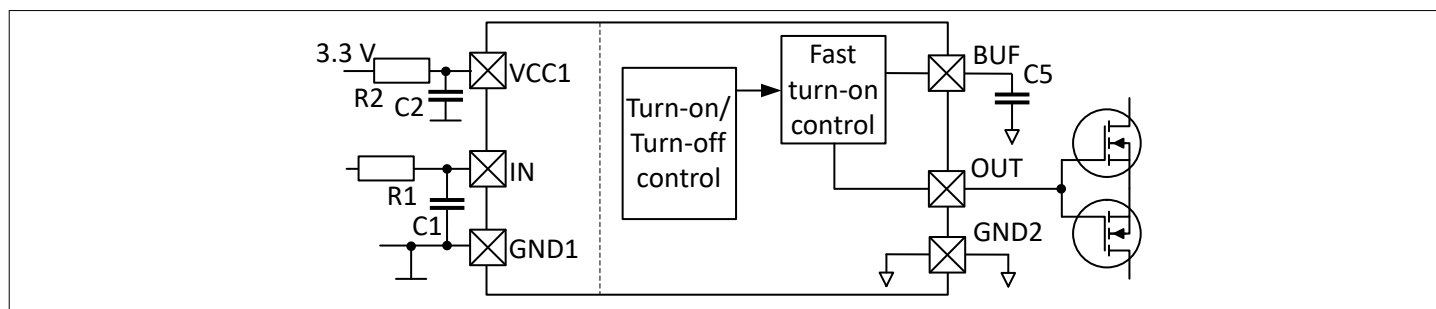 3.3 V
R2
C2
VCC1
R1
C1
IN
GND1
Turn-on/
Turn-off
control
Fast
turn-on
control
BUF
C5
OUT
GND2